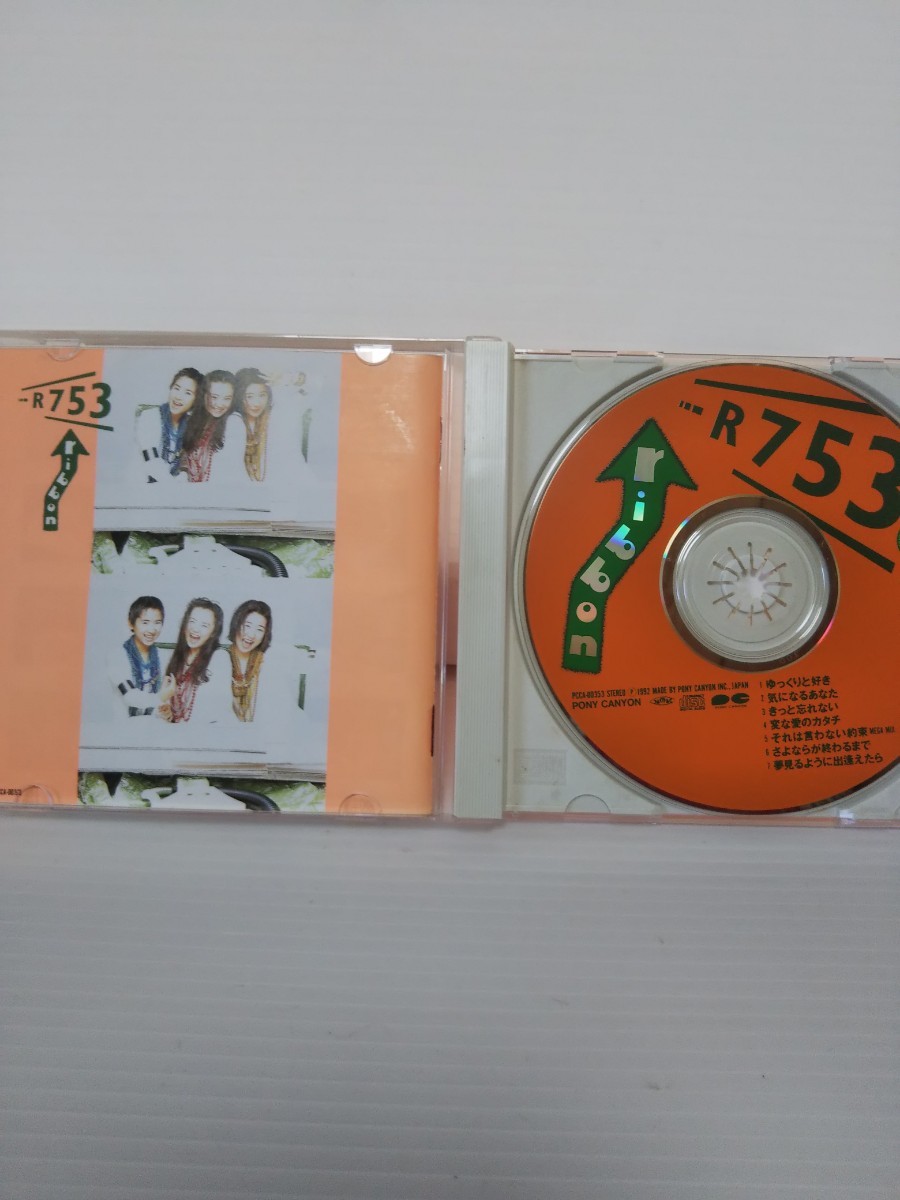 R753
ribbon
R753
ribbon
PCCA-00353 STEREO ℗ 1992 MADE BY PONY CANYON INC., JAPAN
PONY CANYON
1 ゆっくりと好き
2 気になるあなた
3 きっと忘れない
4 変な愛のカタチ
5 それは言わない約束 MEGA MIX
6 さよならが終わるまで
7 夢見るように出逢えたら